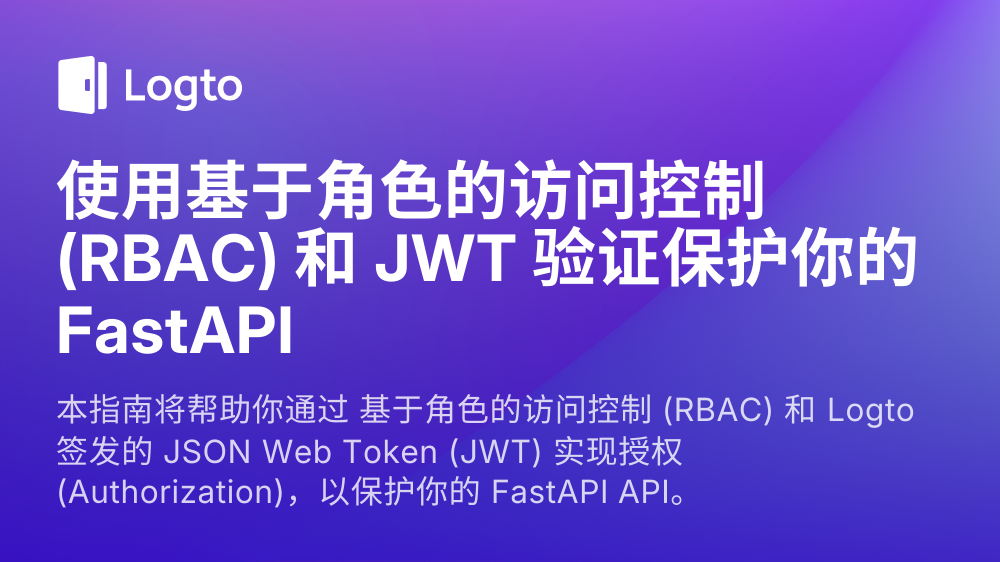 Logto
使用基于角色的访问控制
(RBAC) 和 JWT 验证保护你的
FastAPI
本指南将帮助你通过 基于角色的访问控制 (RBAC) 和 Logto
签发的 JSON Web Token (JWT) 实现授权
(Authorization)，以保护你的 FastAPI API。